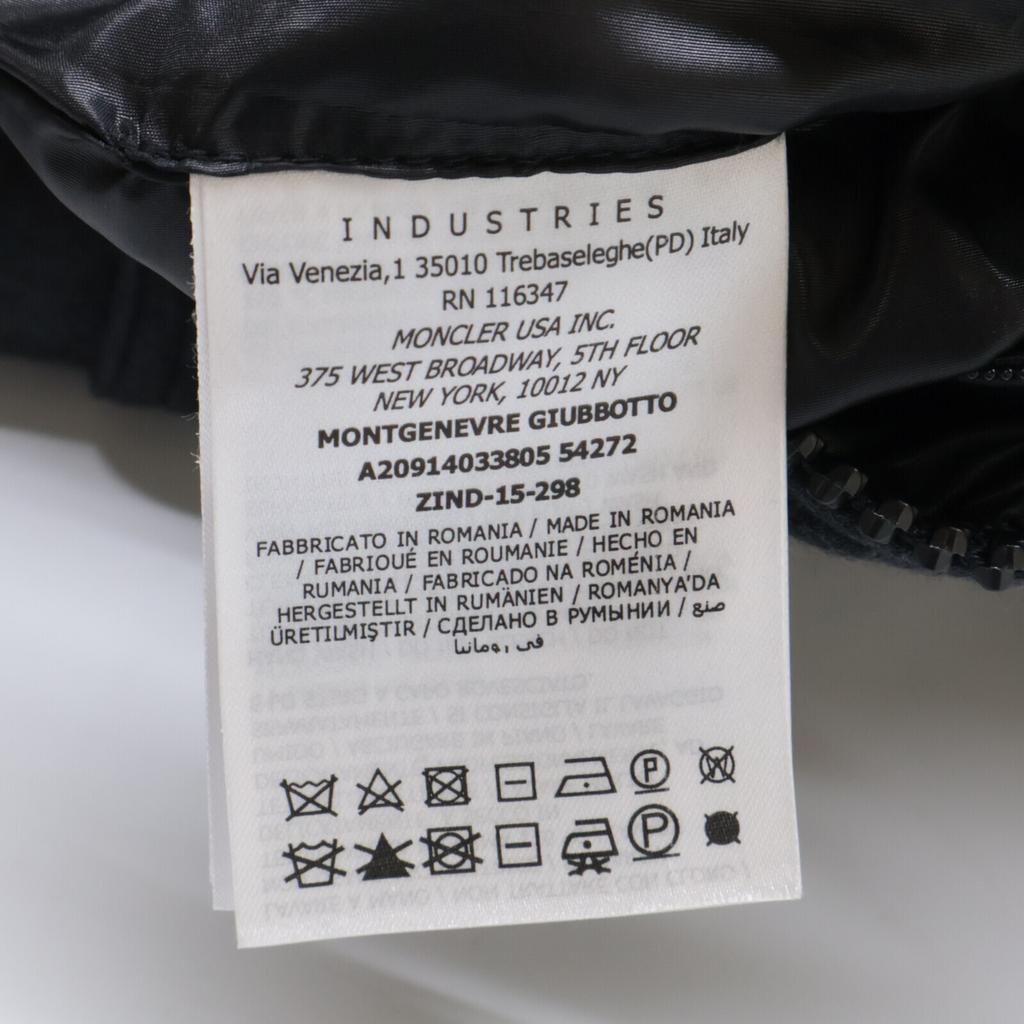 INDUSTRIES
Via Venezia,1 35010 Trebaseleghe(PD) Italy
RN 116347
MONCLER USA INC.
375 WEST BROADWAY, 5TH FLOOR
NEW YORK, 10012 NY
MONTGENEVRE GIUBBOTTO
A20914033805 54272
ZIND-15-298
FABBRICATO IN ROMANIA / MADE IN ROMANIA
/ FABRIQUÉ EN ROUMANIE / HECHO EN
RUMANIA / FABRICADO NA ROMÉNIA /
HERGESTELLT IN RUMÄNIEN / ROMANYA'DA
ÜRETILMIŞTIR / СДЕЛАНО В РУМЫНИИ / صنع
في رومانيا
P W
P